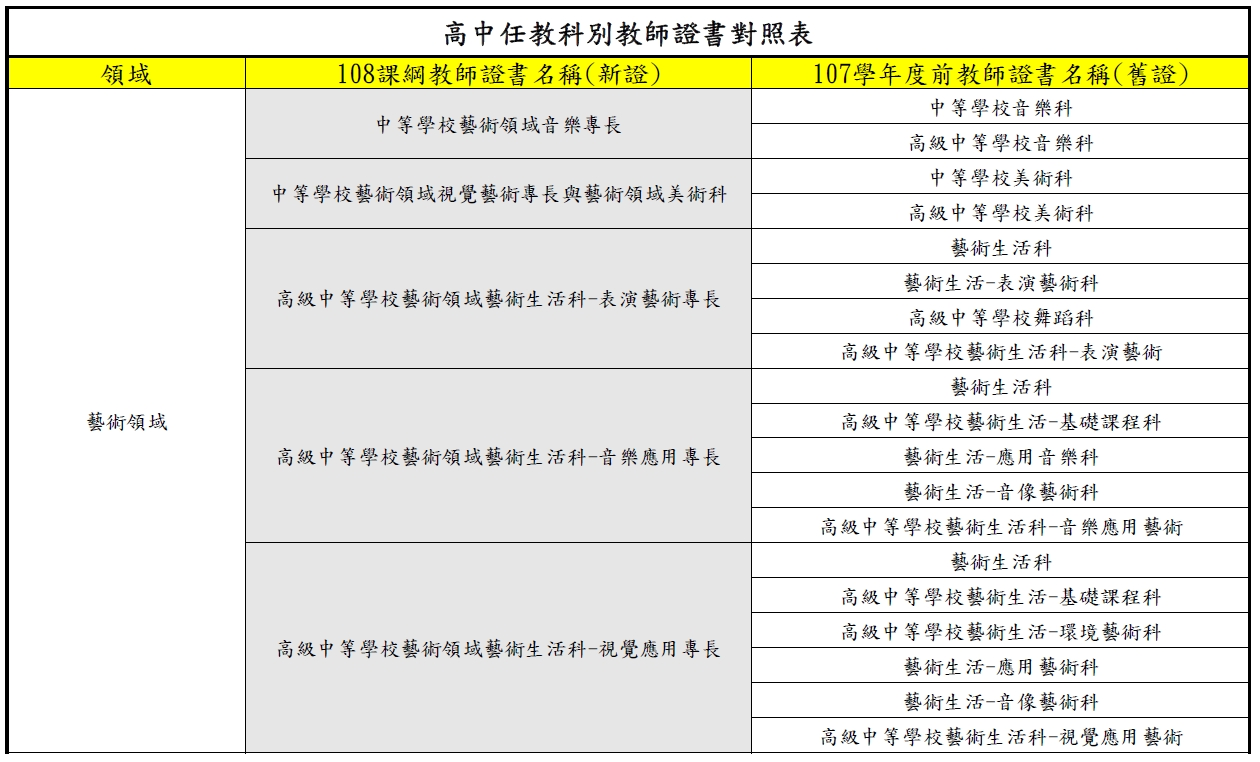 高中任教科別教師證書對照表
領域 108課綱教師證書名稱(新證) 107學年度前教師證書名稱(舊證)
藝術領域
中等學校藝術領域音樂專長
中等學校音樂科
高級中等學校音樂科
中等學校藝術領域視覺藝術專長與藝術領域美術科
中等學校美術科
高級中等學校美術科
高級中等學校藝術領域藝術生活科-表演藝術專長
藝術生活科
藝術生活-表演藝術科
高級中等學校舞蹈科
高級中等學校藝術生活科-表演藝術
高級中等學校藝術領域藝術生活科-音樂應用專長
藝術生活科
高級中等學校藝術生活-基礎課程科
藝術生活-應用音樂科
藝術生活-音像藝術科
高級中等學校藝術生活科-音樂應用藝術
高級中等學校藝術領域藝術生活科-視覺應用專長
藝術生活科
高級中等學校藝術生活-基礎課程科
高級中等學校藝術生活-環境藝術科
藝術生活-應用藝術科
藝術生活-音像藝術科
高級中等學校藝術生活科-視覺應用藝術